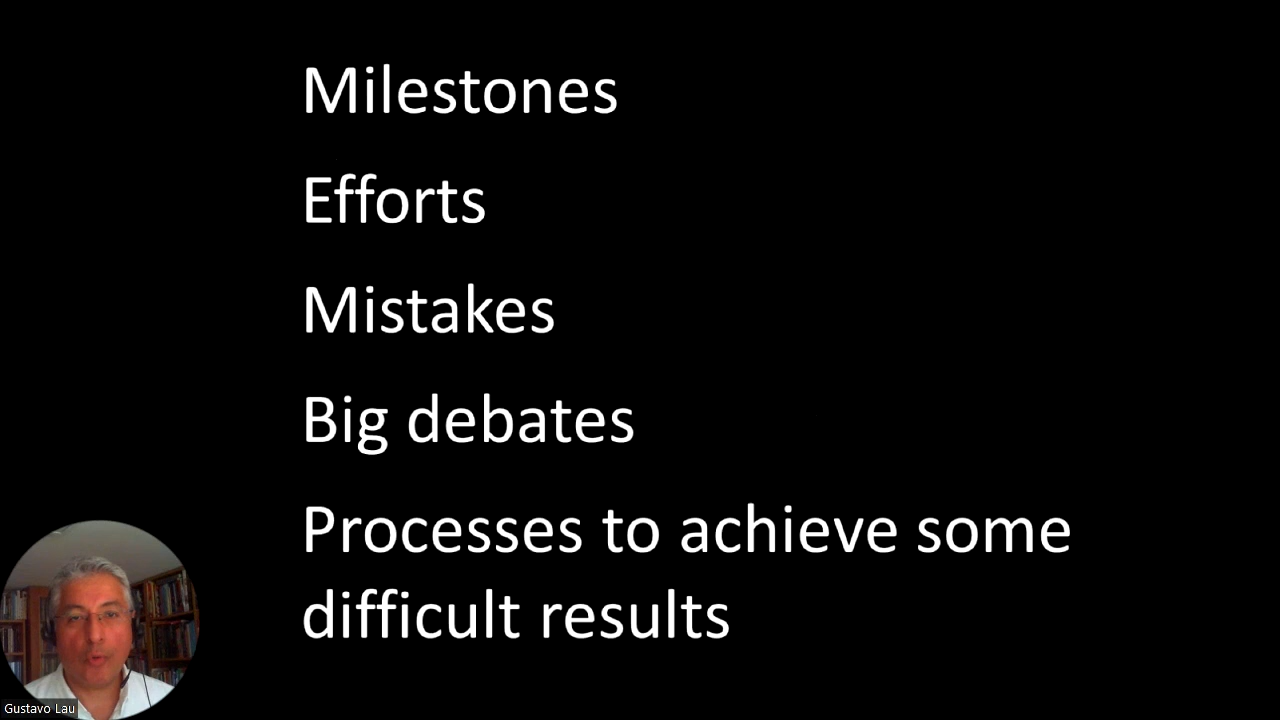 Milestones
Efforts
Mistakes
Big debates
Processes to achieve some
difficult results
Gustavo Lau